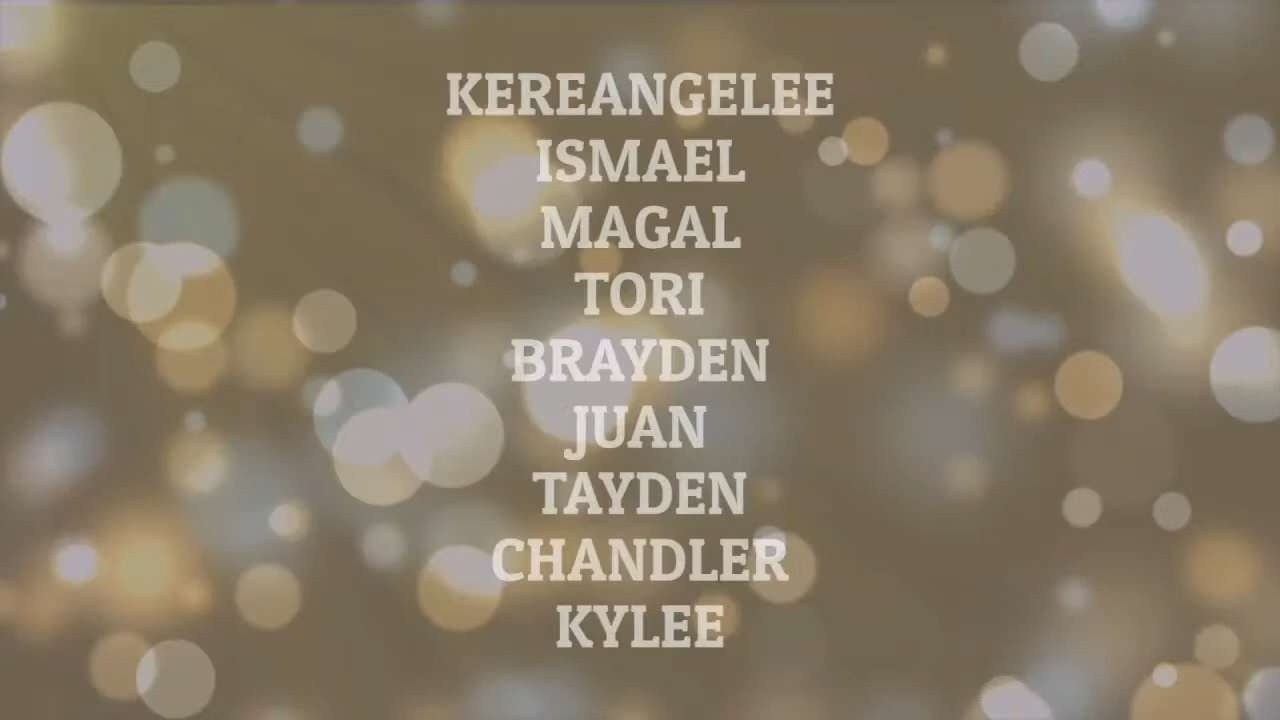 KEREANGELEE
ISMAEL
MAGAL
TORI
BRAYDEN
JUAN
TAYDEN
CHANDLER
KYLEE